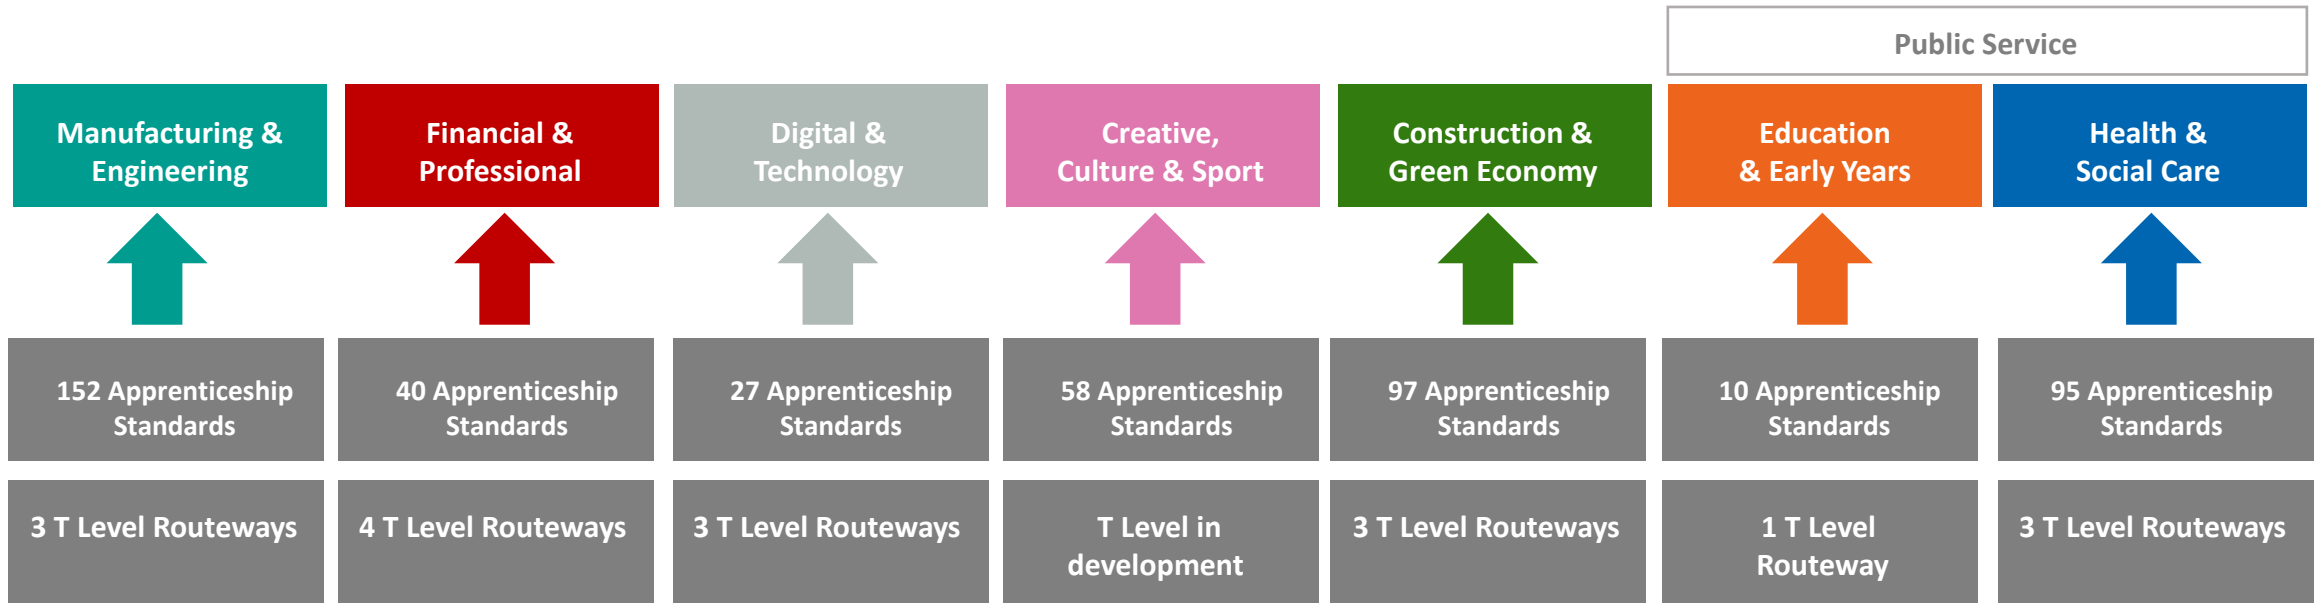 Public Service
Manufacturing &
Engineering
Financial &
Professional
Digital &
Technology
Creative,
Culture & Sport
Construction &
Green Economy
Education
& Early Years
Health &
Social Care
152 Apprenticeship
Standards
40 Apprenticeship
Standards
27 Apprenticeship
Standards
58 Apprenticeship
Standards
97 Apprenticeship
Standards
10 Apprenticeship
Standards
95 Apprenticeship
Standards
3 T Level Routeways
4 T Level Routeways
3 T Level Routeways
T Level in
development
3 T Level Routeways
1 T Level
Routeway
3 T Level Routeways